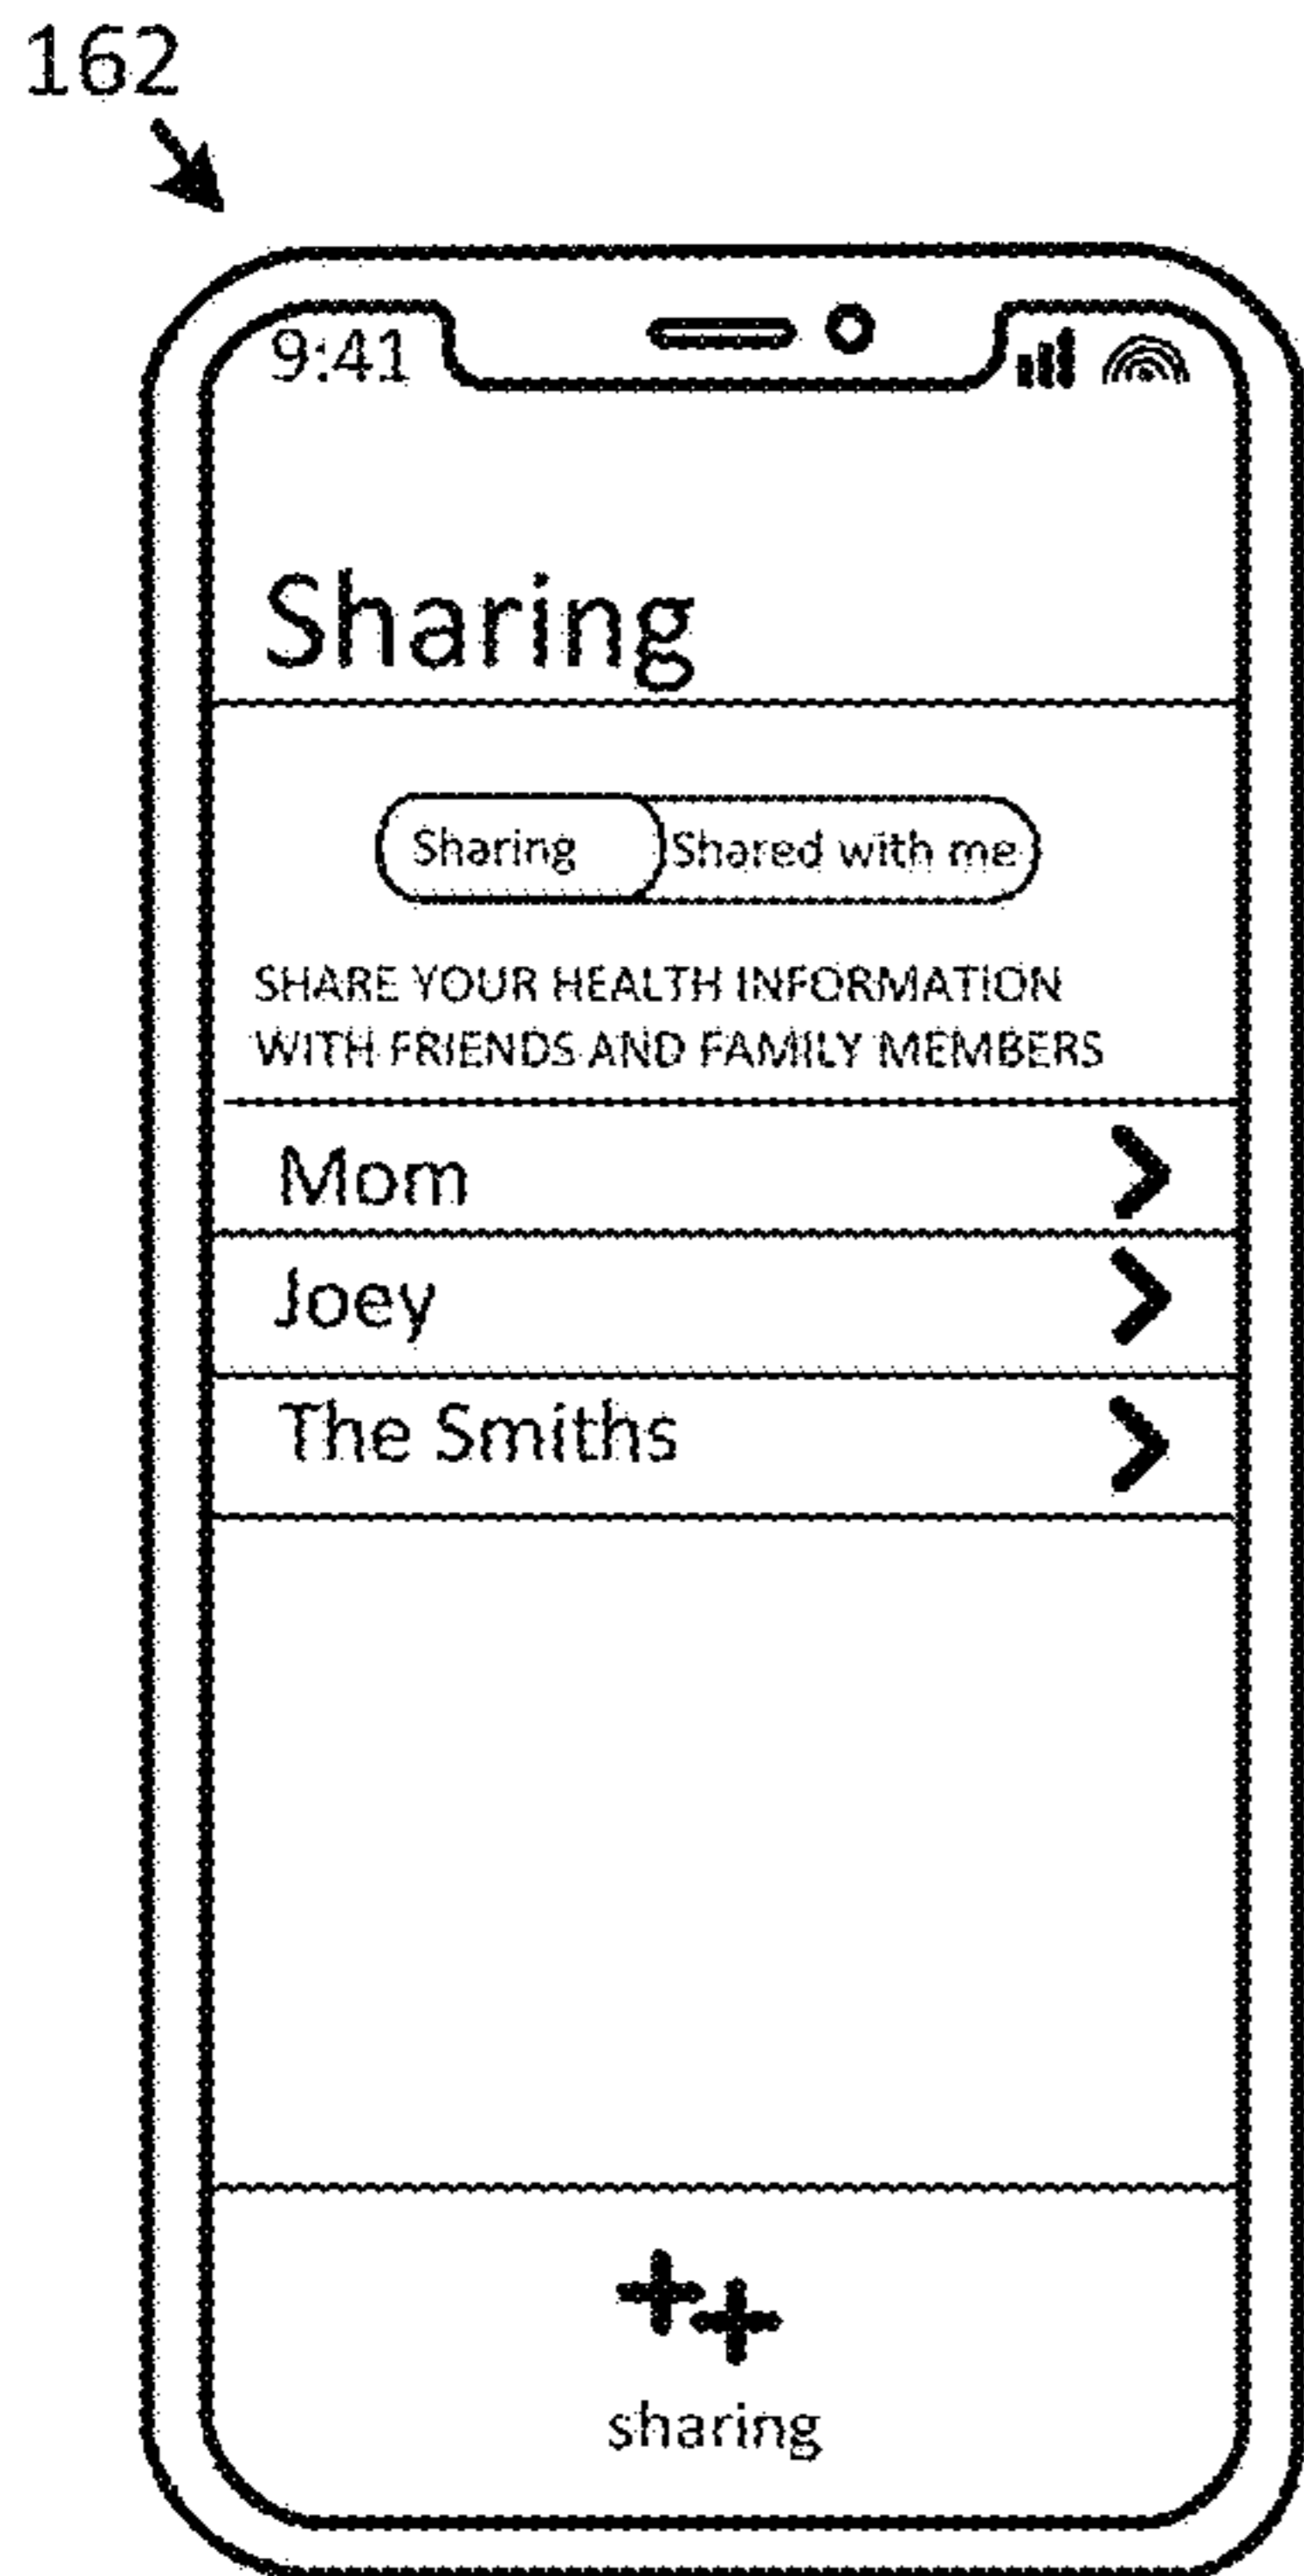 162
9:41
Sharing
Sharing Shared with me
SHARE YOUR HEALTH INFORMATION
WITH FRIENDS AND FAMILY MEMBERS
Mom
Joey
The Smiths
sharing